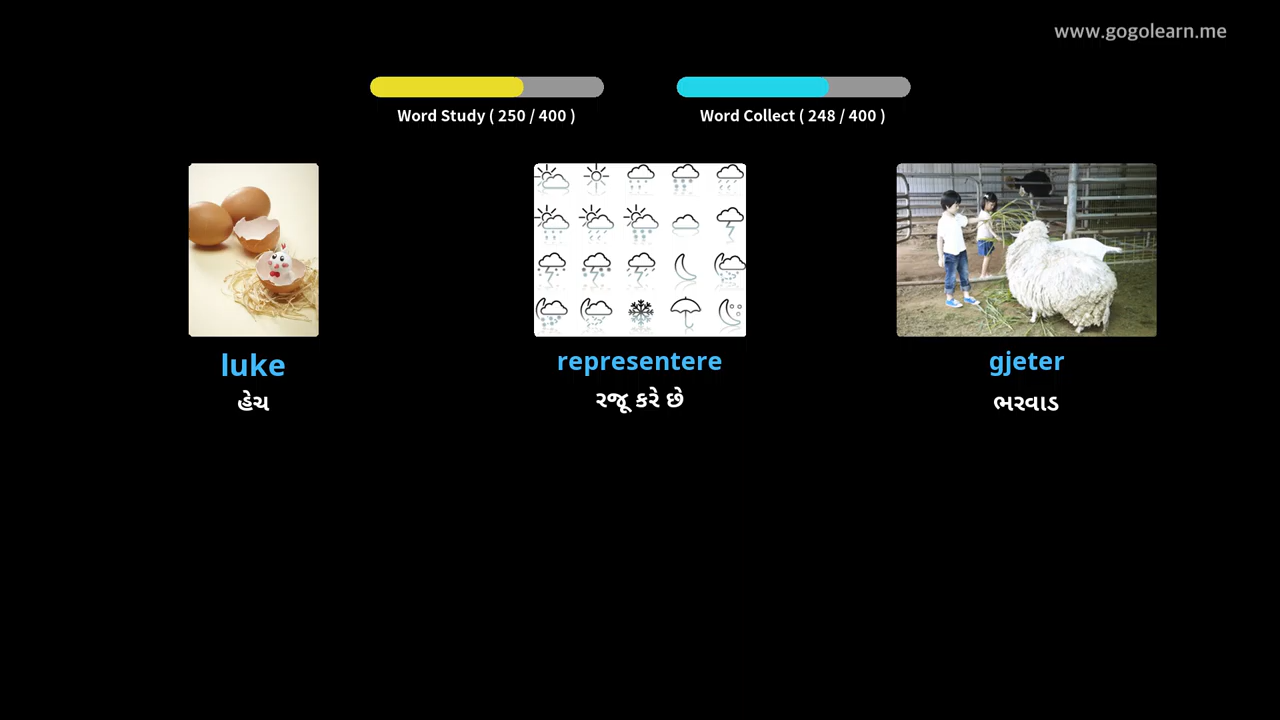 www.gogolearn.me
Word Study ( 250 / 400 )
Word Collect ( 248 / 400 )
luke
representere
gjeter
હેચ
રજૂ કરે છે
ભરવાડ